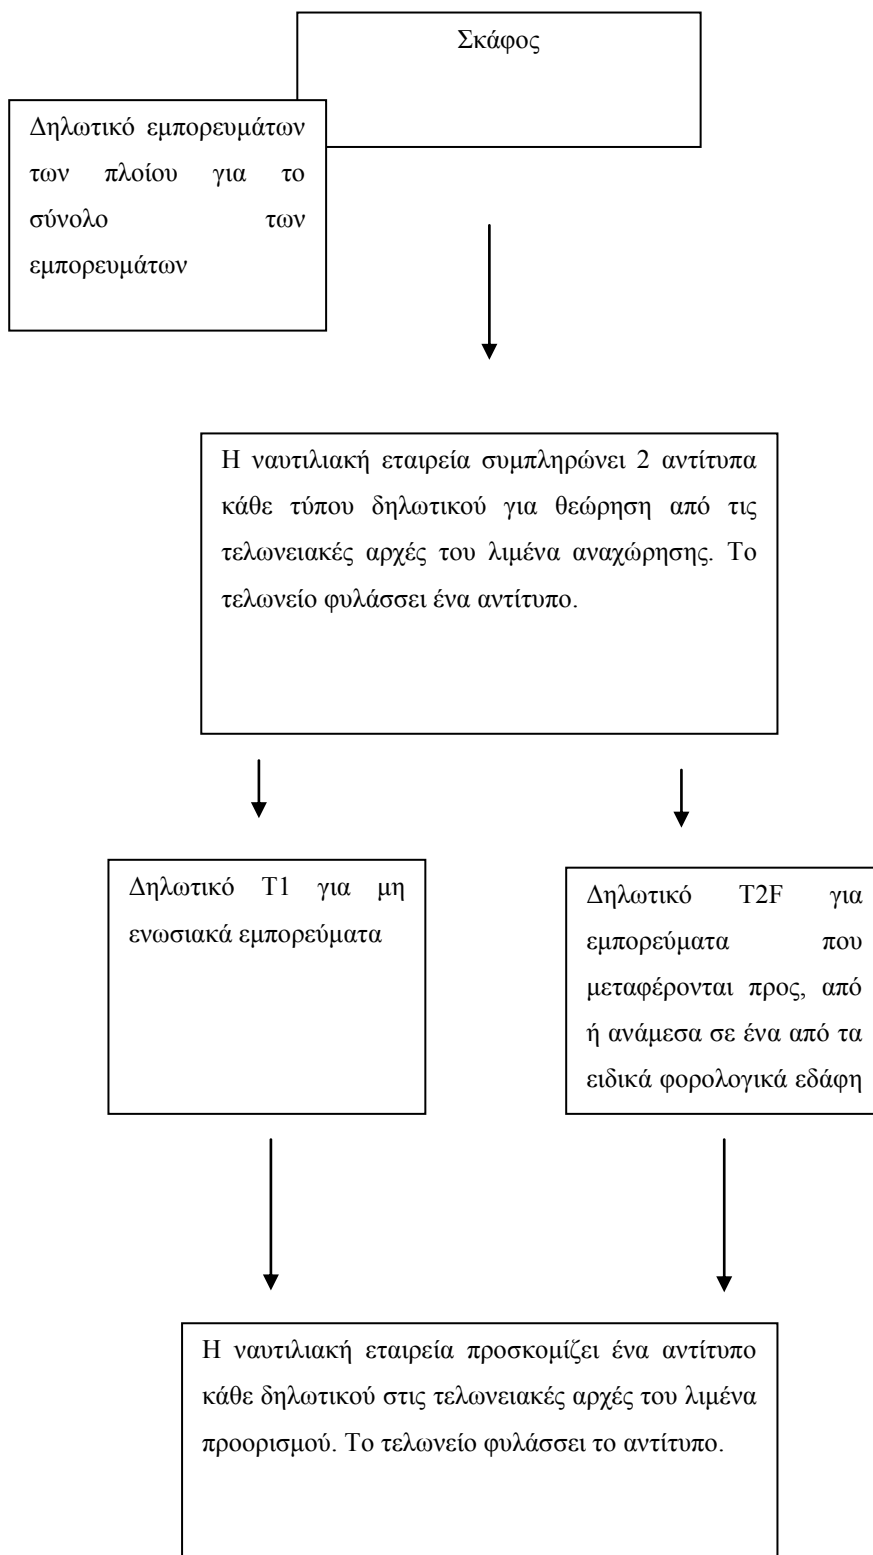 Σκάφος
Δηλωτικό εμπορευμάτων
των πλοίου για το
σύνολο των
εμπορευμάτων
Η ναυτιλιακή εταιρεία συμπληρώνει 2 αντίτυπα
κάθε τύπου δηλωτικού για θεώρηση από τις
τελωνειακές αρχές του λιμένα αναχώρησης. Το
τελωνείο φυλάσσει ένα αντίτυπο.
Δηλωτικό Τ1 για μη
ενωσιακά εμπορεύματα
Δηλωτικό T2F για
εμπορεύματα που
μεταφέρονται προς, από
ή ανάμεσα σε ένα από τα
ειδικά φορολογικά εδάφη
Η ναυτιλιακή εταιρεία προσκομίζει ένα αντίτυπο
κάθε δηλωτικού στις τελωνειακές αρχές του λιμένα
προορισμού. Το τελωνείο φυλάσσει το αντίτυπο.